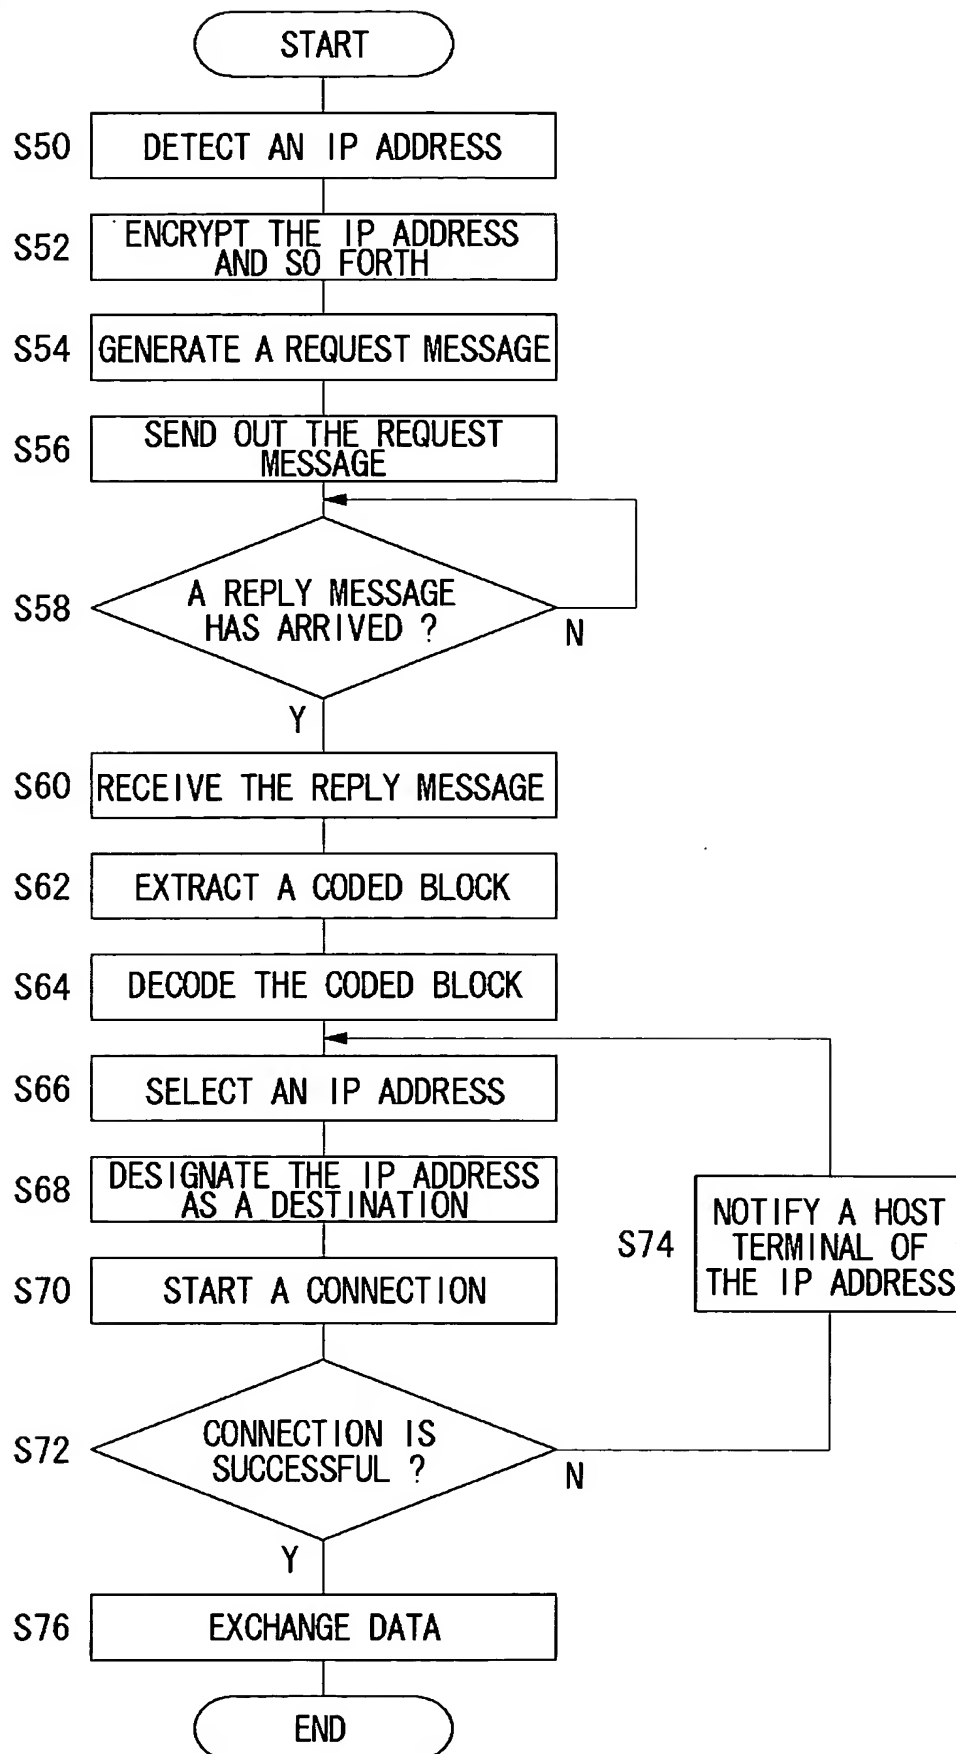 START
S50
DETECT AN IP ADDRESS
S52
ENCRYPT THE IP ADDRESS
AND SO FORTH
S54
GENERATE A REQUEST MESSAGE
S56
SEND OUT THE REQUEST
MESSAGE
S58
A REPLY MESSAGE
HAS ARRIVED ?
N
Y
S60
RECEIVE THE REPLY MESSAGE
S62
EXTRACT A CODED BLOCK
S64
DECODE THE CODED BLOCK
S66
SELECT AN IP ADDRESS
S68
DESIGNATE THE IP ADDRESS
AS A DESTINATION
S74
NOTIFY A HOST
TERMINAL OF
THE IP ADDRESS
S70
START A CONNECTION
S72
CONNECTION IS
SUCCESSFUL ?
N
Y
S76
EXCHANGE DATA
END